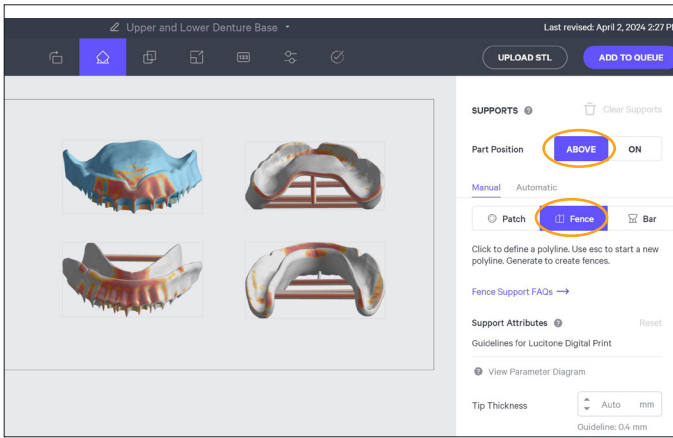 Upper and Lower Denture Base
Last revised: April 2, 2024 2:27 P
123
UPLOAD STL
ADD TO QUEUE
SUPPORTS ?
Clear Supports
Part Position
ABOVE
ON
Manual
Automatic
Patch
Fence
Bar
Click to define a polyline. Use esc to start a new
polyline. Generate to create fences.
Fence Support FAQs →
Support Attributes ?
Reset
Guidelines for Lucitone Digital Print
? View Parameter Diagram
Tip Thickness
Auto
mm
Guideline: 0.4 mm